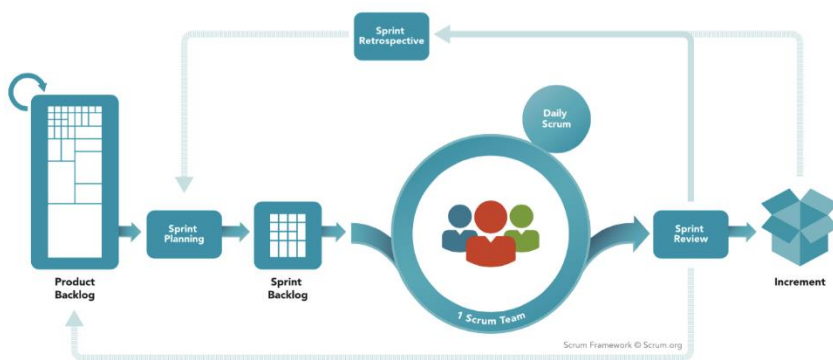 Sprint
Retrospective
Daily
Scrum
Sprint
Planning
Sprint
Review
Product
Backlog
Sprint
Backlog
1 Scrum Team
Increment
Scrum Framework © Scrum.org